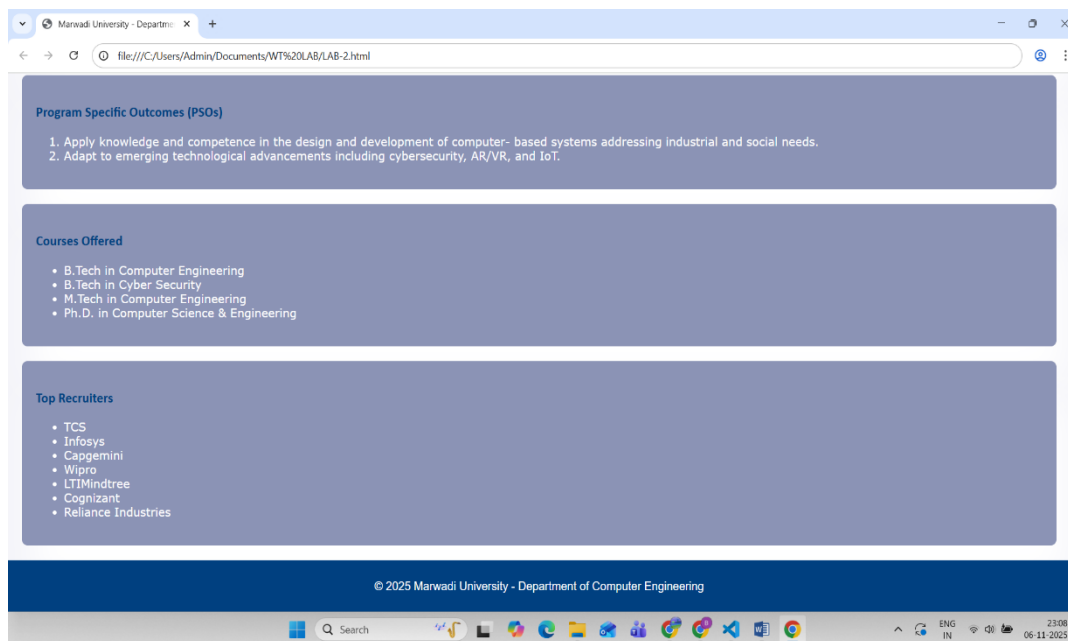 Marwadi University - Departme
file:///C:/Users/Admin/Documents/WT%20LAB/LAB-2.html
Program Specific Outcomes (PSOs)
1. Apply knowledge and competence in the design and development of computer- based systems addressing industrial and social needs.
2. Adapt to emerging technological advancements including cybersecurity, AR/VR, and IoT.
Courses Offered
• B.Tech in Computer Engineering
• B.Tech in Cyber Security
• M.Tech in Computer Engineering
• Ph.D. in Computer Science & Engineering
Top Recruiters
• TCS
• Infosys
• Capgemini
• Wipro
• LTIMindtree
• Cognizant
• Reliance Industries
© 2025 Marwadi University - Department of Computer Engineering
Search
ENG
IN
23:08
06-11-2025